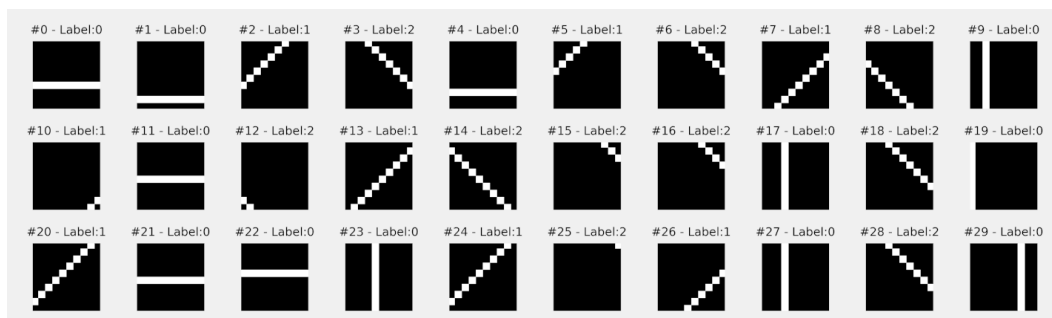 #0 - Label:0 #1 - Label:0 #2 - Label:1 #3 - Label:2 #4 - Label:0 #5 - Label:1 #6 - Label:2 #7 - Label:1 #8 - Label:2 #9 - Label:0
#10 - Label:1 #11 - Label:0 #12 - Label:2 #13 - Label:1 #14 - Label:2 #15 - Label:2 #16 - Label:2 #17 - Label:0 #18 - Label:2 #19 - Label:0
#20 - Label:1 #21 - Label:0 #22 - Label:0 #23 - Label:0 #24 - Label:1 #25 - Label:2 #26 - Label:1 #27 - Label:0 #28 - Label:2 #29 - Label:0